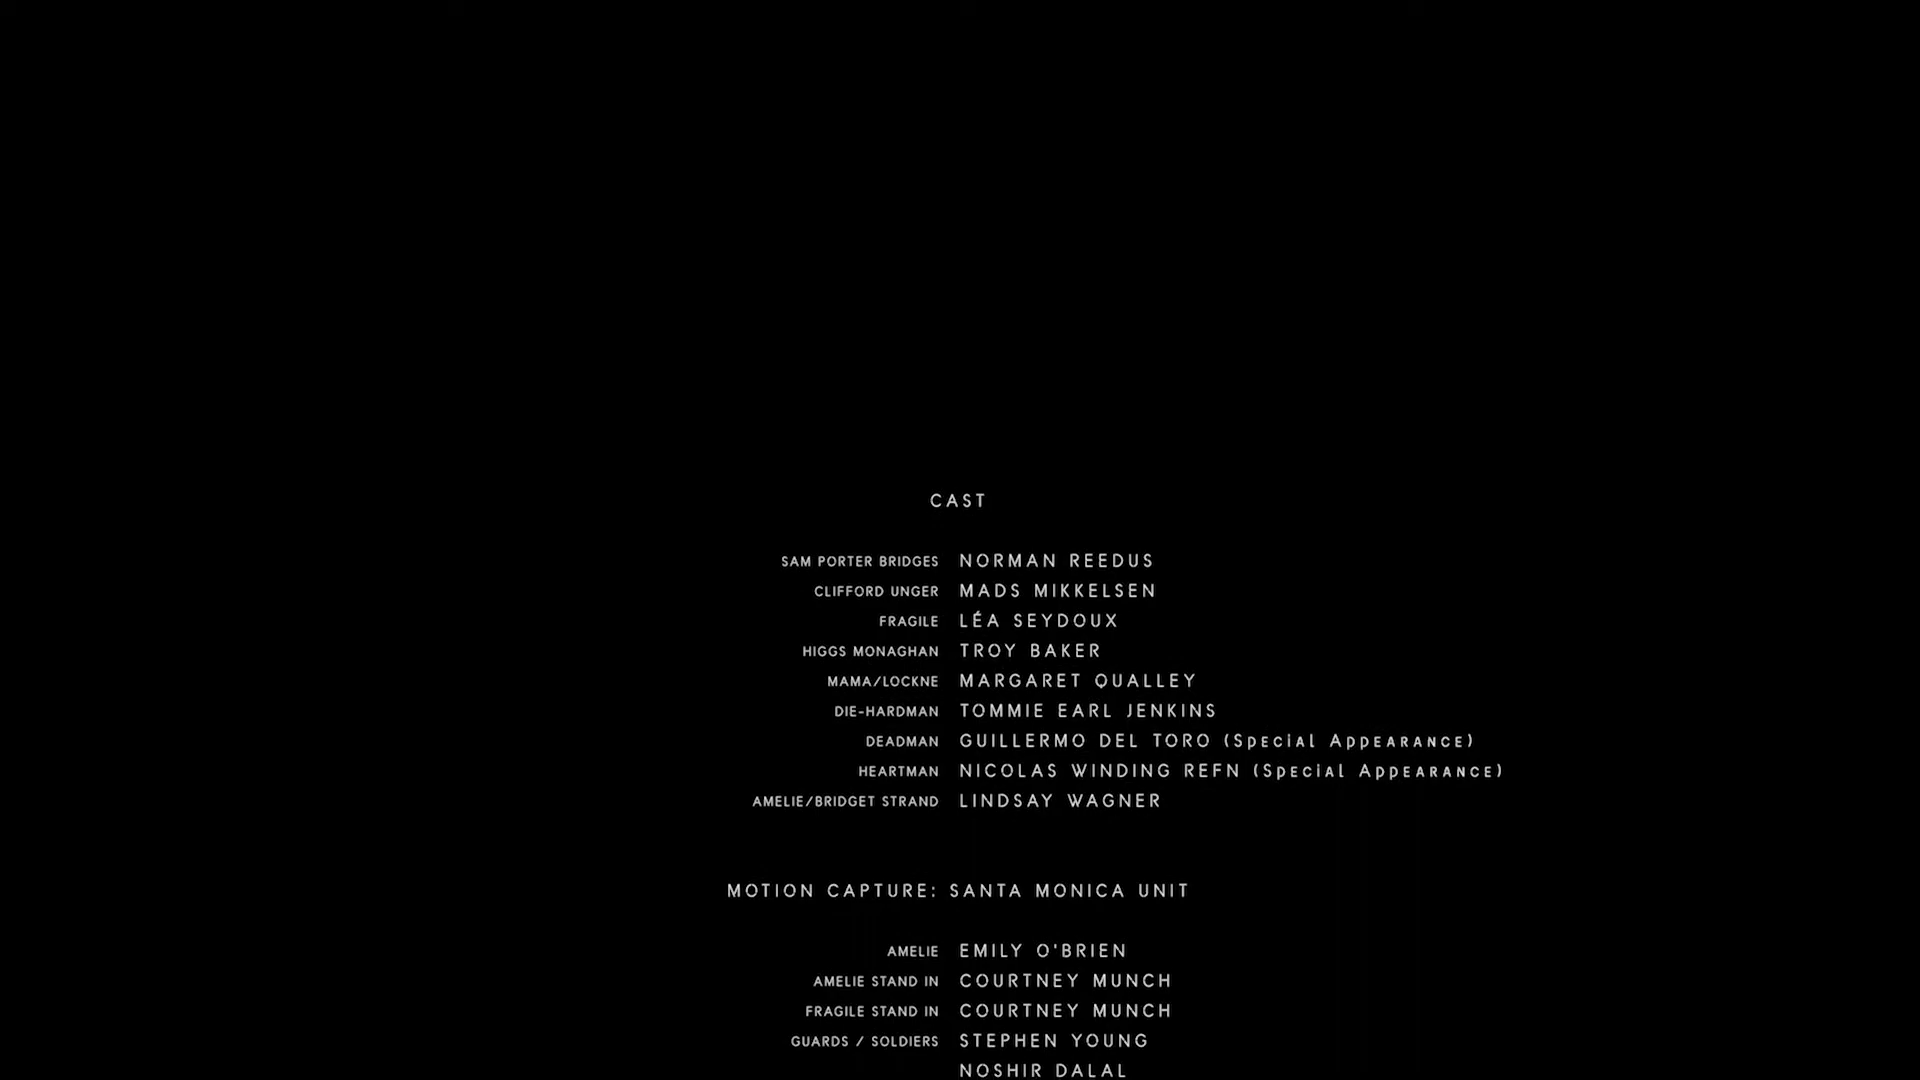 CAST
SAM PORTER BRIDGES NORMAN REEDUS
CLIFFORD UNGER MADS MIKKELSEN
FRAGILE LÉA SEYDOUX
HIGGS MONAGHAN TROY BAKER
MAMA/LOCKNE MARGARET QUALLEY
DIE-HARDMAN TOMMIE EARL JENKINS
DEADMAN GUILLERMO DEL TORO (Special Appearance)
HEARTMAN NICOLAS WINDING REFN (Special Appearance)
AMELIE/BRIDGET STRAND LINDSAY WAGNER
MOTION CAPTURE: SANTA MONICA UNIT
AMELIE EMILY O'BRIEN
AMELIE STAND IN COURTNEY MUNCH
FRAGILE STAND IN COURTNEY MUNCH
GUARDS / SOLDIERS STEPHEN YOUNG
NOSHIR DALAL